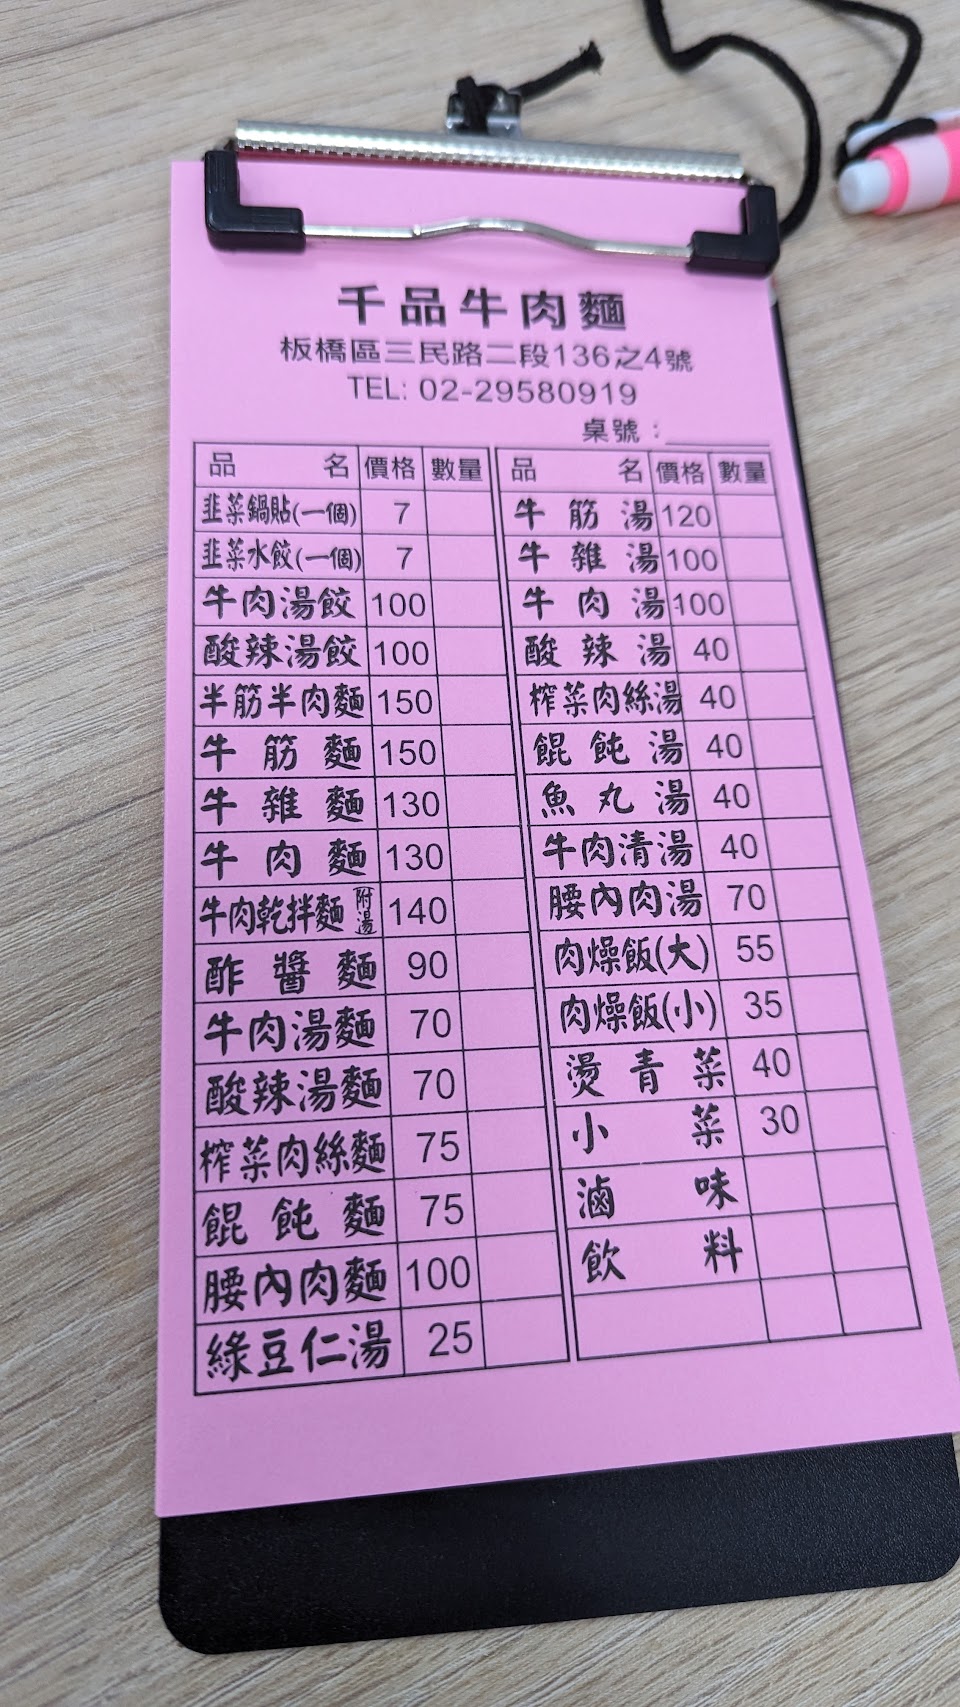 千品牛肉麵
板橋區三民路二段136之4號
TEL: 02-29580919
桌號：
品名 價格 數量
韭菜鍋貼(一個) 7
韭菜水餃(一個) 7
牛肉湯餃 100
酸辣湯餃 100
半筋半肉麵 150
牛筋麵 150
牛雜麵 130
牛肉麵 130
牛肉乾拌麵 附湯 140
酢醬麵 90
牛肉湯麵 70
酸辣湯麵 70
榨菜肉絲麵 75
餛飩麵 75
腰內肉麵 100
綠豆仁湯 25
品名 價格 數量
牛筋湯 120
牛雜湯 100
牛肉湯 100
酸辣湯 40
榨菜肉絲湯 40
餛飩湯 40
魚丸湯 40
牛肉清湯 40
腰內肉湯 70
肉燥飯(大) 55
肉燥飯(小) 35
燙青菜 40
小菜 30
滷味
飲料